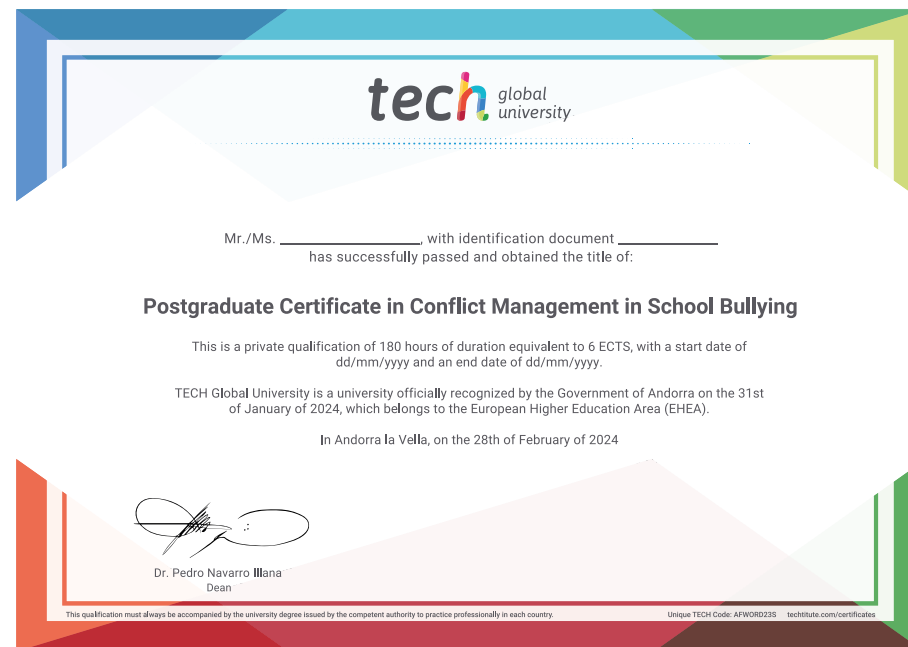 tech global
university
Mr./Ms. ____________________, with identification document ______________
has successfully passed and obtained the title of:
Postgraduate Certificate in Conflict Management in School Bullying
This is a private qualification of 180 hours of duration equivalent to 6 ECTS, with a start date of
dd/mm/yyyy and an end date of dd/mm/yyyy.
TECH Global University is a university officially recognized by the Government of Andorra on the 31st
of January of 2024, which belongs to the European Higher Education Area (EHEA).
In Andorra la Vella, on the 28th of February of 2024
Dr. Pedro Navarro Illana
Dean
This qualification must always be accompanied by the university degree issued by the competent authority to practice professionally in each country.
Unique TECH Code: AFWORD23S techtitute.com/certificates